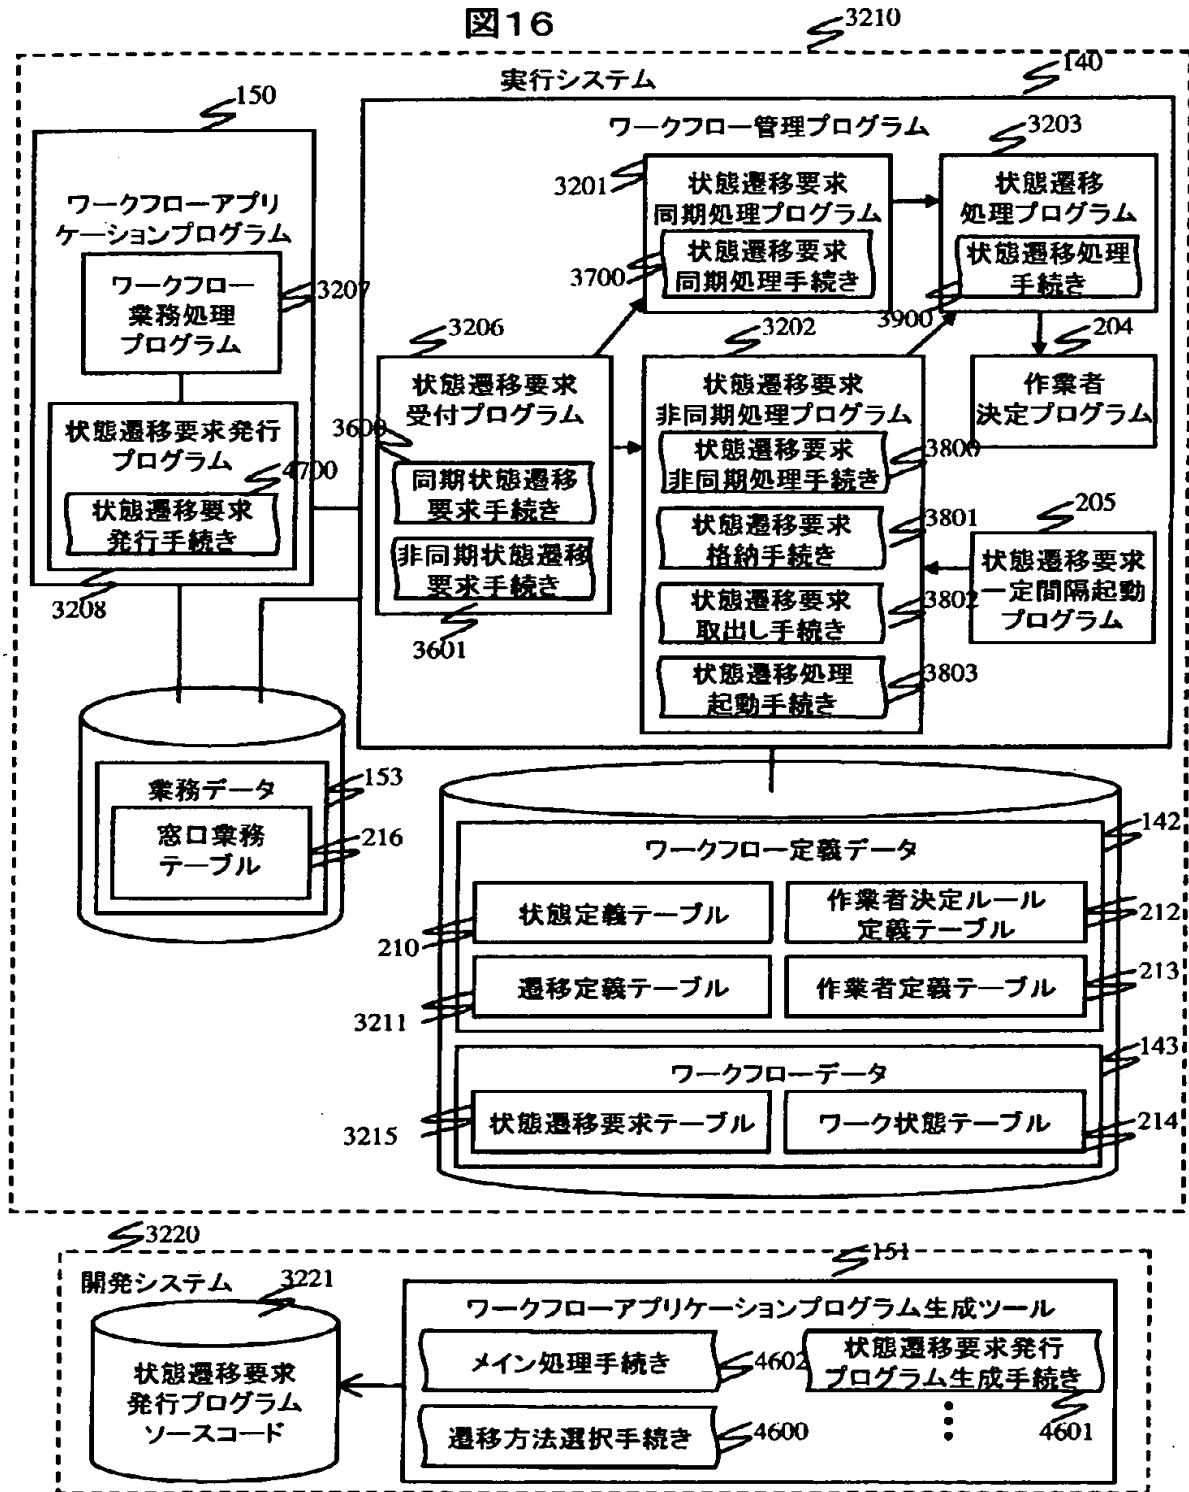 図16
3210
実行システム
140
150
ワークフローアプリ
ケーションプログラム
ワークフロー
業務処理
プログラム
3207
状態遷移要求発行
プログラム
4700
状態遷移要求
発行手続き
3208
ワークフロー管理プログラム
3201
状態遷移要求
同期処理プログラム
3700
状態遷移要求
同期処理手続き
3203
状態遷移
処理プログラム
状態遷移処理
手続き
3900
3206
状態遷移要求
受付プログラム
3600
同期状態遷移
要求手続き
非同期状態遷移
要求手続き
3601
3202
状態遷移要求
非同期処理プログラム
状態遷移要求
非同期処理手続き
3800
状態遷移要求
格納手続き
3801
状態遷移要求
取出し手続き
3802
状態遷移処理
起動手続き
3803
204
作業者
決定プログラム
205
状態遷移要求
一定間隔起動
プログラム
業務データ
153
窓口業務
テーブル
216
142
ワークフロー定義データ
状態定義テーブル
210
作業者決定ルール
定義テーブル
212
遷移定義テーブル
3211
作業者定義テーブル
213
143
ワークフローデータ
状態遷移要求テーブル
3215
ワーク状態テーブル
214
3220
開発システム
3221
状態遷移要求
発行プログラム
ソースコード
151
ワークフローアプリケーションプログラム生成ツール
メイン処理手続き
4602
状態遷移要求発行
プログラム生成手続き
4601
遷移方法選択手続き
4600